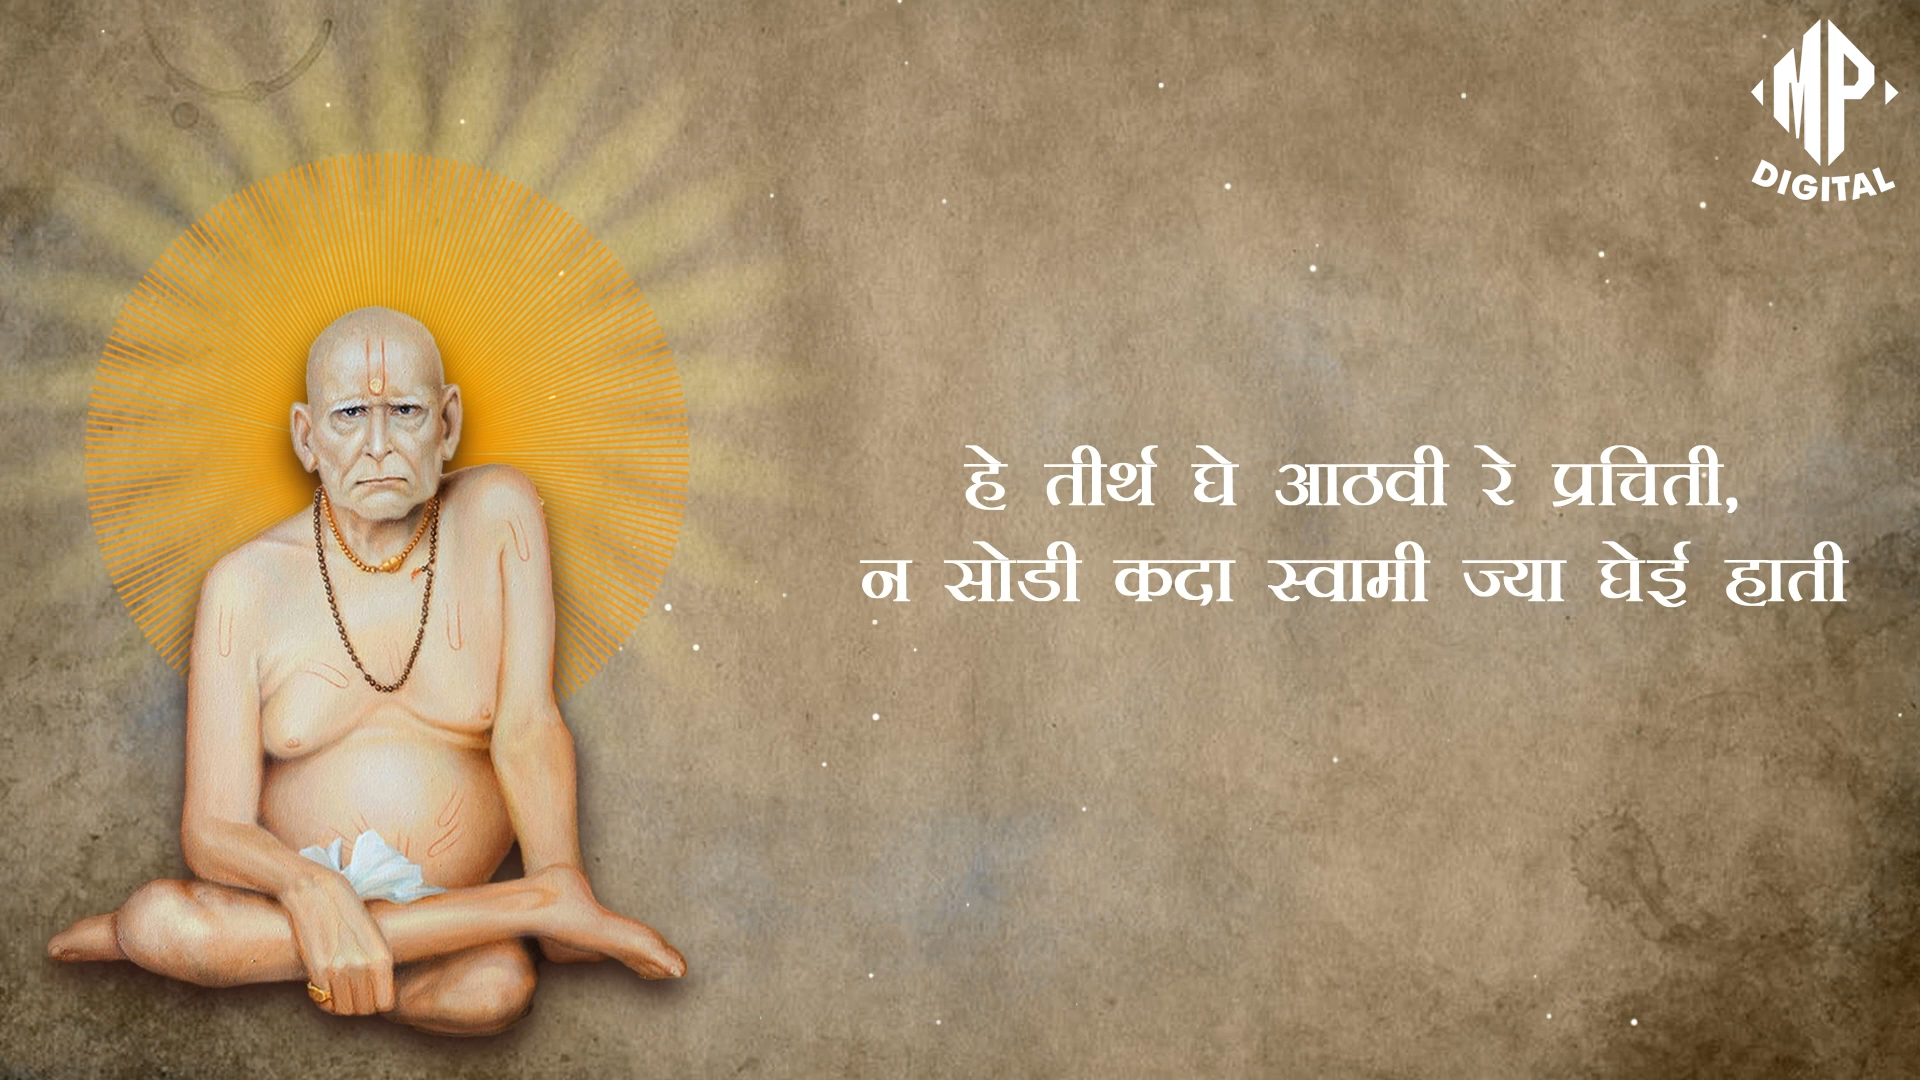 MP
DIGITAL
हे तीर्थ घे आठवी रे प्रचिती,
न सोडी कदा स्वामी ज्या घेई हाती